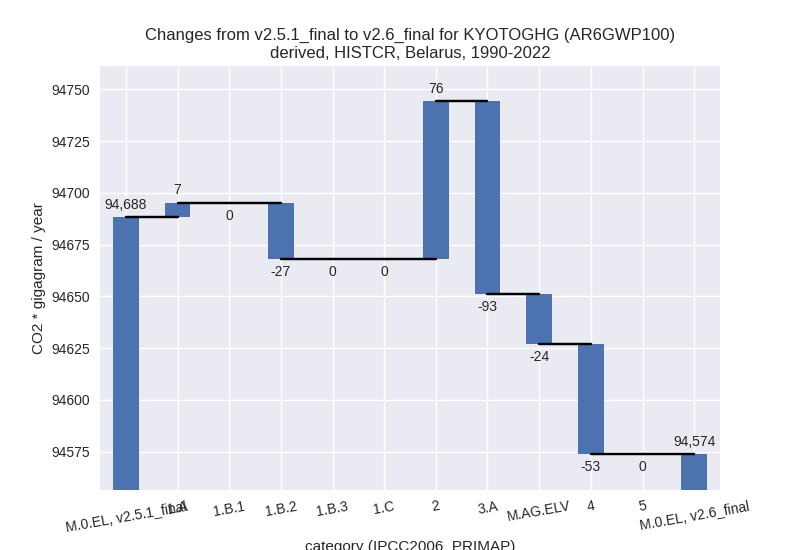 Changes from v2.5.1_final to v2.6_final for KYOTOGHG (AR6GWP100)
derived, HISTCR, Belarus, 1990-2022
CO2 * gigagram / year
94750
94725
94700
94675
94650
94625
94600
94575
94,688
7
0
-27
0
0
76
-93
-24
-53
0
94,574
M.0.EL, v2.5.1_final
1.A
1.B.1
1.B.2
1.B.3
1.C
2
3.A
M.AG.ELV
4
5
M.0.EL, v2.6_final
category (IPCC2006_PRIMAP)